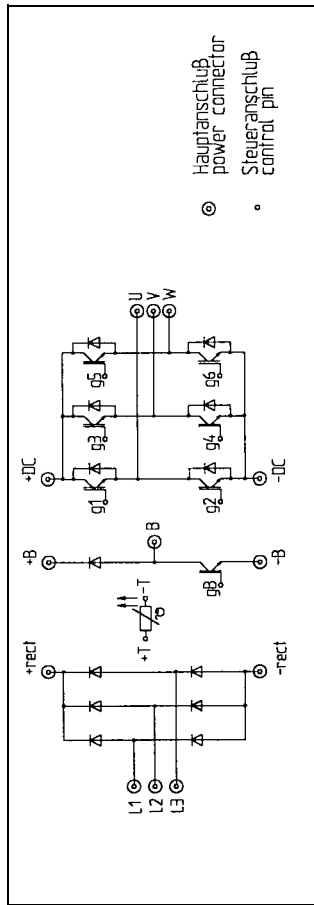 +rect
+B
+DC
g1
g3
g5
L1
L2
L3
+T
-T
ϑ
B
U
V
W
gB
g2
g4
g6
-rect
-B
-DC
Hauptanschluß
power connector
Steueranschluß
control pin